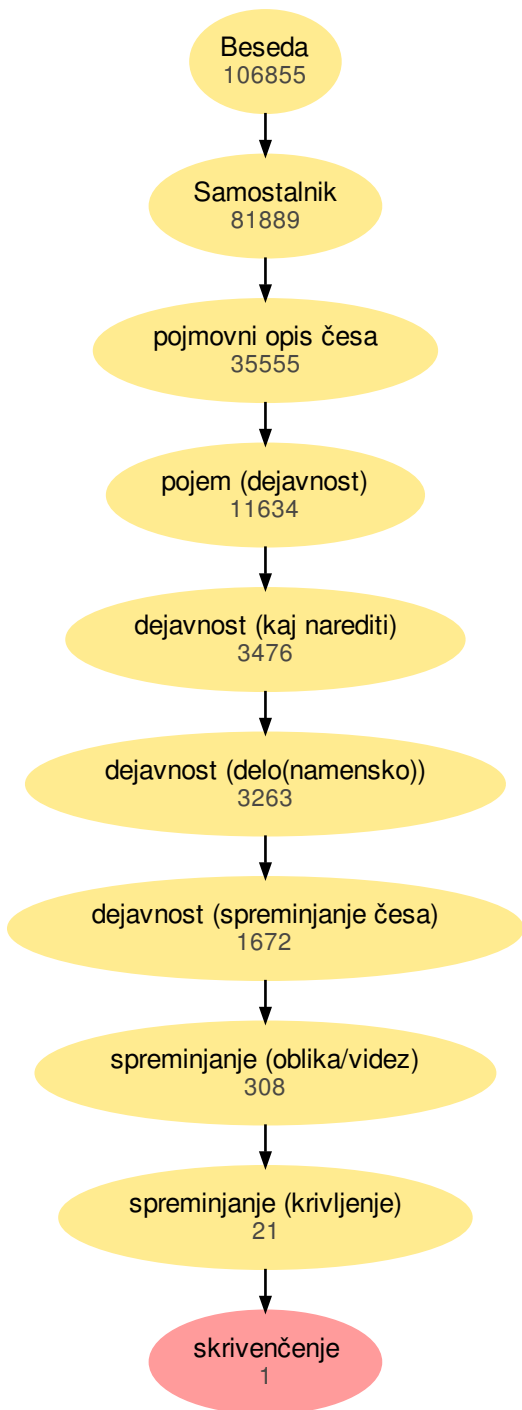 Beseda
106855
Samostalnik
81889
pojmovni opis česa
35555
pojem (dejavnost)
11634
dejavnost (kaj narediti)
3476
dejavnost (delo(namensko))
3263
dejavnost (spreminjanje česa)
1672
spreminjanje (oblika/videz)
308
spreminjanje (krivljenje)
21
skrivenčenje
1